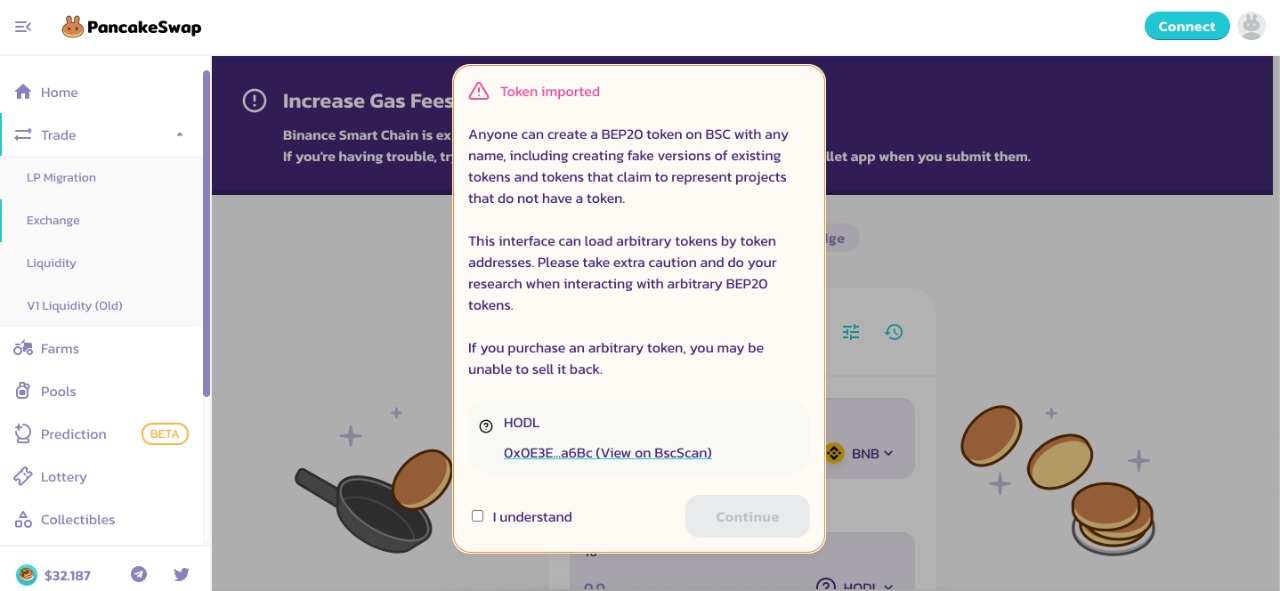 PancakeSwap
Connect
Home
Trade
LP Migration
Exchange
Liquidity
V1 Liquidity (Old)
Farms
Pools
Prediction
BETA
Lottery
Collectibles
$32.187
Increase Gas Fees
Binance Smart Chain is ex
If you're having trouble, try
llet app when you submit them.
Token imported
Anyone can create a BEP20 token on BSC with any
name, including creating fake versions of existing
tokens and tokens that claim to represent projects
that do not have a token.
This interface can load arbitrary tokens by token
addresses. Please take extra caution and do your
research when interacting with arbitrary BEP20
tokens.
If you purchase an arbitrary token, you may be
unable to sell it back.
HODL
0x0E3E...a6Bc (View on BscScan)
I understand
Continue
BNB
0.0
HODL